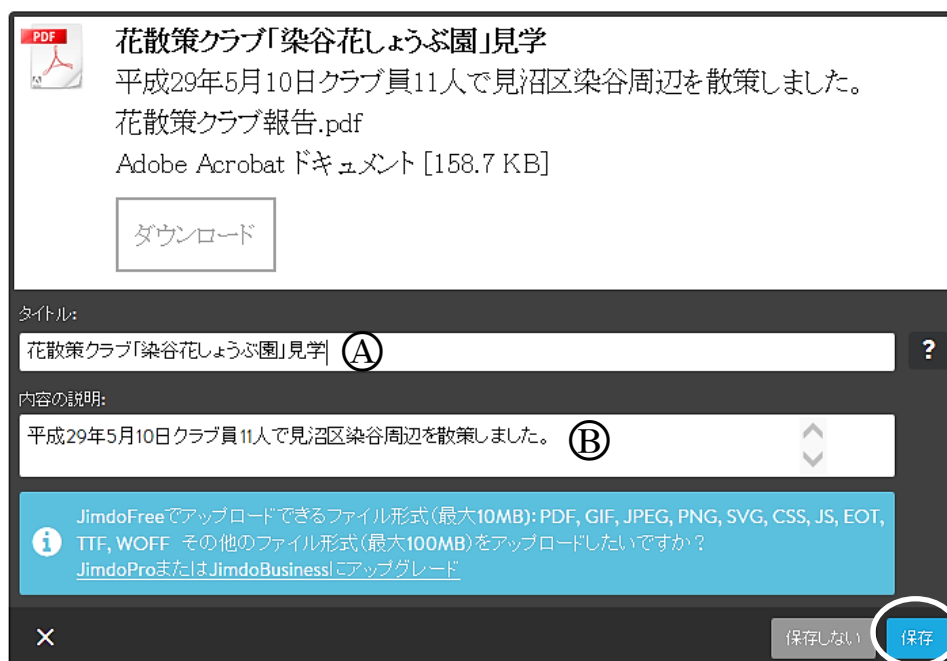 PDF
花散策クラブ「染谷花しょうぶ園」見学
平成29年5月10日クラブ員11人で見沼区染谷周辺を散策しました。
花散策クラブ報告.pdf
Adobe Acrobat ドキュメント [158.7 KB]
ダウンロード
タイトル:
花散策クラブ「染谷花しょうぶ園」見学 Ⓐ
?
内容の説明:
平成29年5月10日クラブ員11人で見沼区染谷周辺を散策しました。 Ⓑ
JimdoFreeでアップロードできるファイル形式(最大10MB): PDF, GIF, JPEG, PNG, SVG, CSS, JS, EOT,
TTF, WOFF その他のファイル形式(最大100MB)をアップロードしたいですか?
JimdoProまたはJimdoBusinessにアップグレード
保存しない 保存